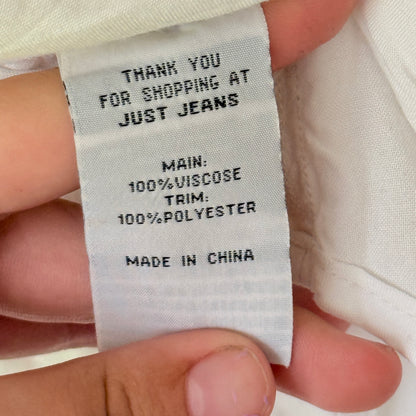 THANK YOU
FOR SHOPPING AT
JUST JEANS
MAIN:
100%VISCOSE
TRIM:
100%POLYESTER
MADE IN CHINA